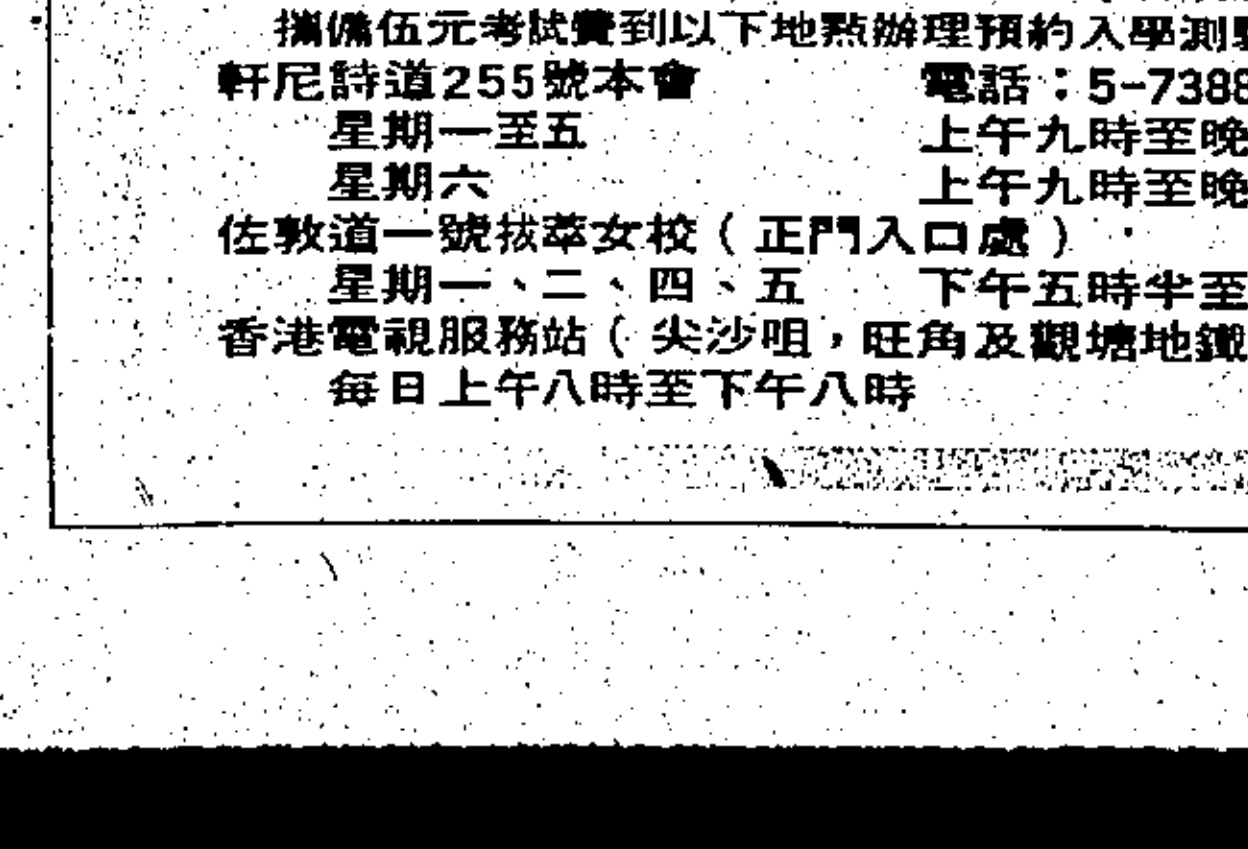 攜備伍元考試費到以下地點辦理預約入學測
軒尼詩道255號本會 電話：5-7388
星期一至五 上午九時至晚
星期六 上午九時至晚
佐敦道一號拔萃女校（正門入口處）
星期一、二、四、五 下午五時半至
香港電視服務站（尖沙咀，旺角及觀塘地鐵
每日上午八時至下午八時